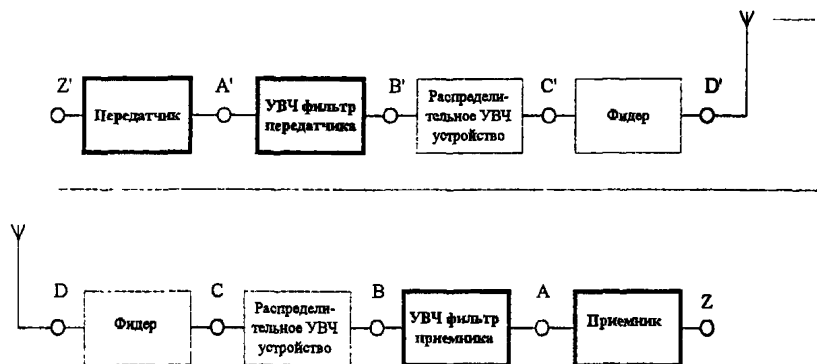 Z'
A'
B'
C'
D'
Передатчик
УВЧ фильтр
передатчика
Распредели-
тельное УВЧ
устройство
Фидер
D
C
B
A
Z
Фидер
Распредели-
тельное УВЧ
устройство
УВЧ фильтр
приемника
Приемник